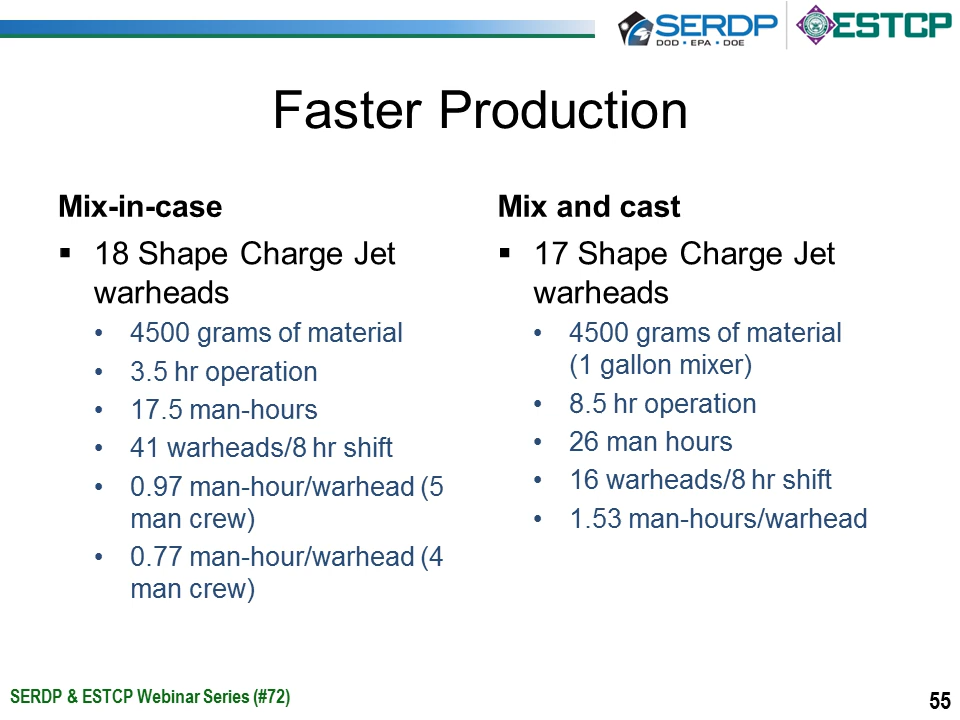 SERDP
DOD • EPA • DOE
ESTCP
Faster Production
Mix-in-case
▪ 18 Shape Charge Jet
warheads
• 4500 grams of material
• 3.5 hr operation
• 17.5 man-hours
• 41 warheads/8 hr shift
• 0.97 man-hour/warhead (5
man crew)
• 0.77 man-hour/warhead (4
man crew)
Mix and cast
▪ 17 Shape Charge Jet
warheads
• 4500 grams of material
(1 gallon mixer)
• 8.5 hr operation
• 26 man hours
• 16 warheads/8 hr shift
• 1.53 man-hours/warhead
SERDP & ESTCP Webinar Series (#72)
55